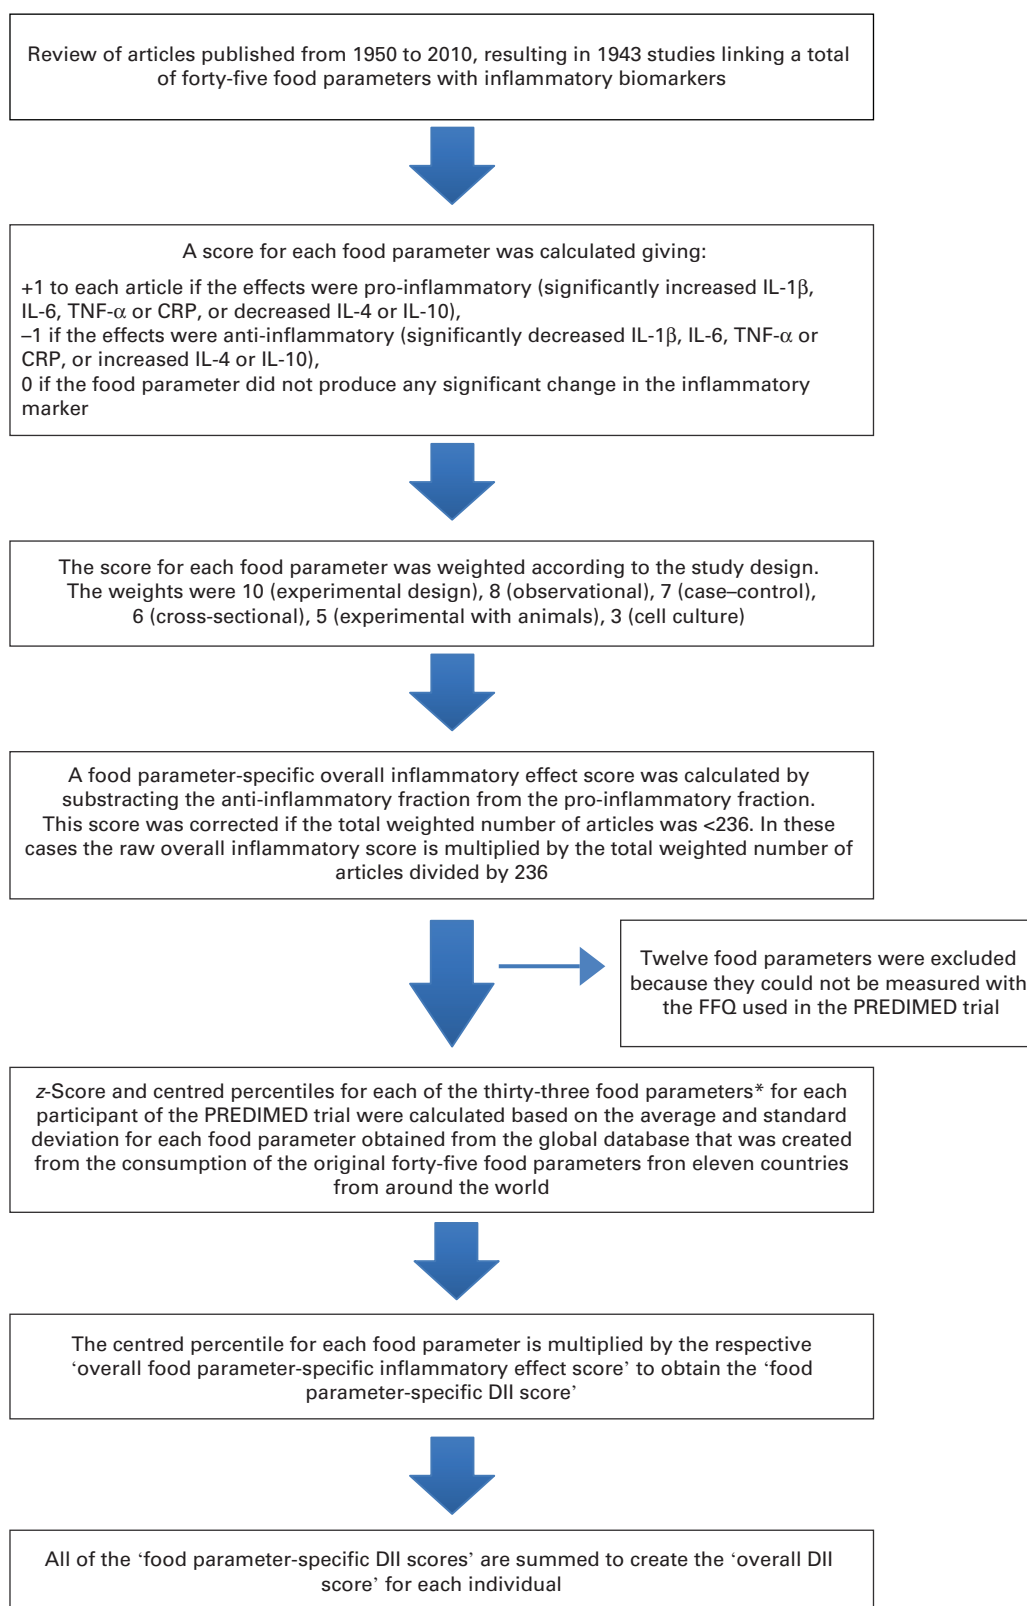 Review of articles published from 1950 to 2010, resulting in 1943 studies linking a total
of forty-five food parameters with inflammatory biomarkers
A score for each food parameter was calculated giving:
+1 to each article if the effects were pro-inflammatory (significantly increased IL-1β,
IL-6, TNF-α or CRP, or decreased IL-4 or IL-10),
–1 if the effects were anti-inflammatory (significantly decreased IL-1β, IL-6, TNF-α or
CRP, or increased IL-4 or IL-10),
0 if the food parameter did not produce any significant change in the inflammatory
marker
The score for each food parameter was weighted according to the study design.
The weights were 10 (experimental design), 8 (observational), 7 (case–control),
6 (cross-sectional), 5 (experimental with animals), 3 (cell culture)
A food parameter-specific overall inflammatory effect score was calculated by
substracting the anti-inflammatory fraction from the pro-inflammatory fraction.
This score was corrected if the total weighted number of articles was <236. In these
cases the raw overall inflammatory score is multiplied by the total weighted number of
articles divided by 236
Twelve food parameters were excluded
because they could not be measured with
the FFQ used in the PREDIMED trial
z-Score and centred percentiles for each of the thirty-three food parameters* for each
participant of the PREDIMED trial were calculated based on the average and standard
deviation for each food parameter obtained from the global database that was created
from the consumption of the original forty-five food parameters fron eleven countries
from around the world
The centred percentile for each food parameter is multiplied by the respective
‘overall food parameter-specific inflammatory effect score’ to obtain the ‘food
parameter-specific DII score’
All of the ‘food parameter-specific DII scores’ are summed to create the ‘overall DII
score’ for each individual